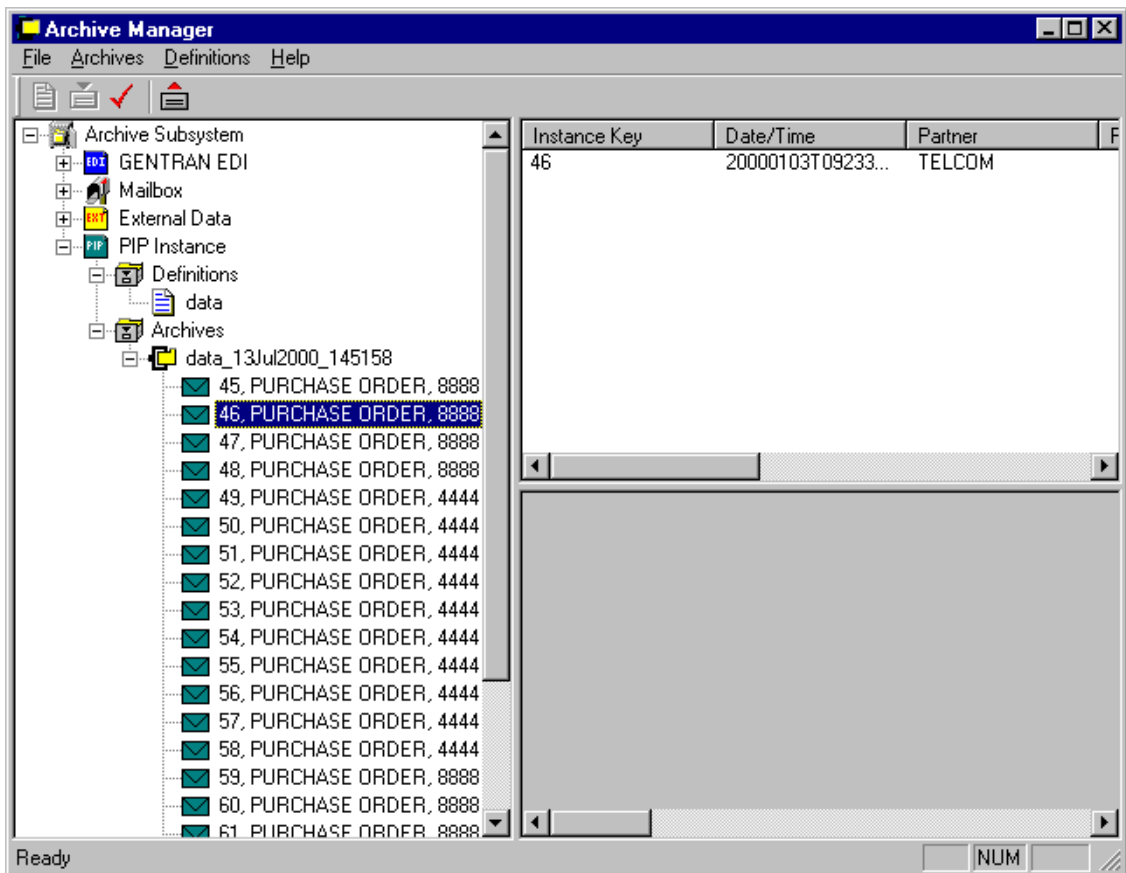 Archive Manager
File Archives Definitions Help
Archive Subsystem
EDI GENTRAN EDI
Mailbox
EXT External Data
PIP PIP Instance
Definitions
data
Archives
data_13Jul2000_145158
45, PURCHASE ORDER, 8888
46, PURCHASE ORDER, 8888
47, PURCHASE ORDER, 8888
48, PURCHASE ORDER, 8888
49, PURCHASE ORDER, 4444
50, PURCHASE ORDER, 4444
51, PURCHASE ORDER, 4444
52, PURCHASE ORDER, 4444
53, PURCHASE ORDER, 4444
54, PURCHASE ORDER, 4444
55, PURCHASE ORDER, 4444
56, PURCHASE ORDER, 4444
57, PURCHASE ORDER, 4444
58, PURCHASE ORDER, 4444
59, PURCHASE ORDER, 8888
60, PURCHASE ORDER, 8888
61, PURCHASE ORDER, 8888
Instance Key Date/Time Partner
46 20000103T09233... TELCOM
Ready NUM